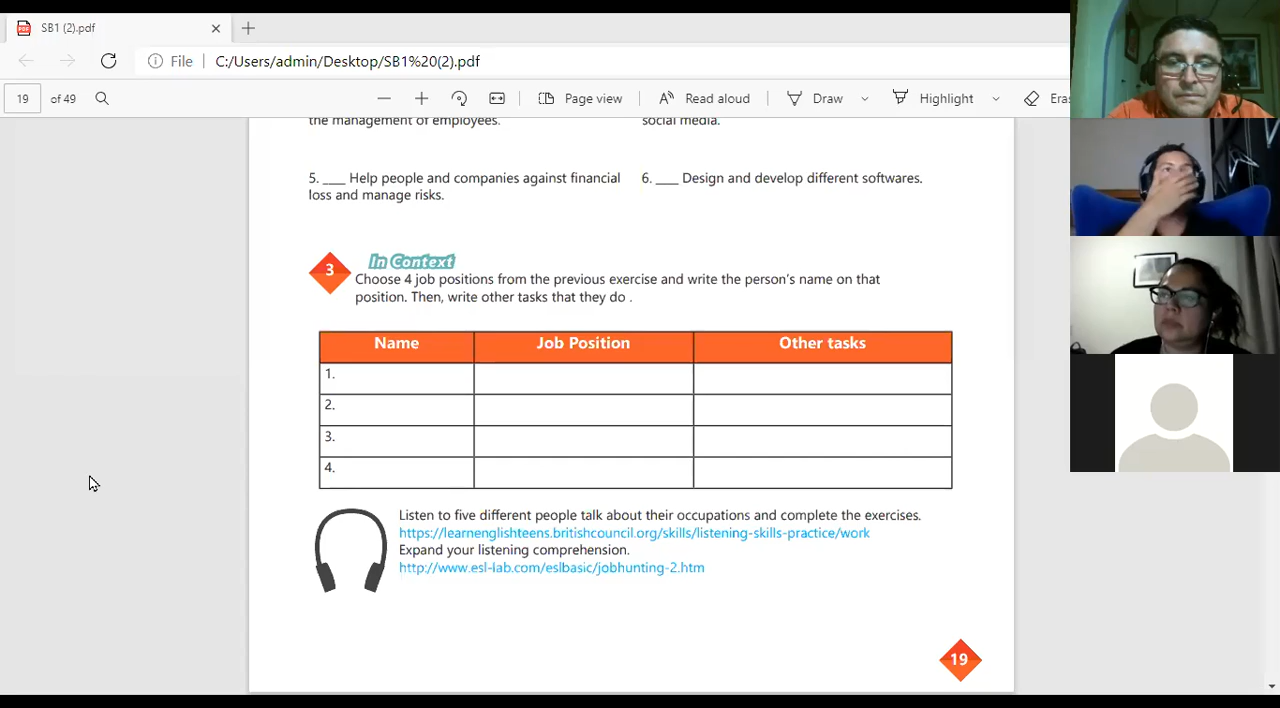 SB1 (2).pdf
File
C:/Users/admin/Desktop/SB1%20(2).pdf
19 of 49
Page view
Read aloud
Draw
Highlight
Eras
the management of employees.
social media.
5. ___ Help people and companies against financial
loss and manage risks.
6. ___ Design and develop different softwares.
3
In Context
Choose 4 job positions from the previous exercise and write the person's name on that
position. Then, write other tasks that they do .
Name Job Position Other tasks
1.
2.
3.
4.
Listen to five different people talk about their occupations and complete the exercises.
https://learnenglishteens.britishcouncil.org/skills/listening-skills-practice/work
Expand your listening comprehension.
http://www.esl-lab.com/eslbasic/jobhunting-2.htm
19